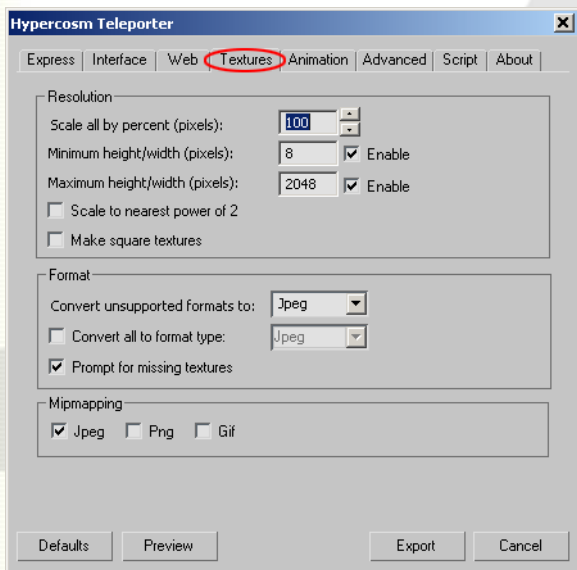 Hypercosm Teleporter
Express Interface Web Textures Animation Advanced Script About
Resolution
Scale all by percent (pixels): 100
Minimum height/width (pixels): 8 Enable
Maximum height/width (pixels): 2048 Enable
Scale to nearest power of 2
Make square textures
Format
Convert unsupported formats to: Jpeg
Convert all to format type: Jpeg
Prompt for missing textures
Mipmapping
Jpeg Png Gif
Defaults Preview Export Cancel